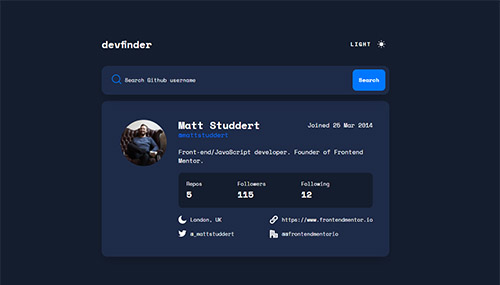 devfinder
LIGHT
Search Github username
Search
Matt Studdert
Joined 25 Mar 2014
@mattstuddert
Front-end/JavaScript developer. Founder of Frontend
Mentor.
Repos
Followers
Following
5
115
12
London, UK
https://www.frontendmentor.io
@_mattstuddert
@@frontendmentorio